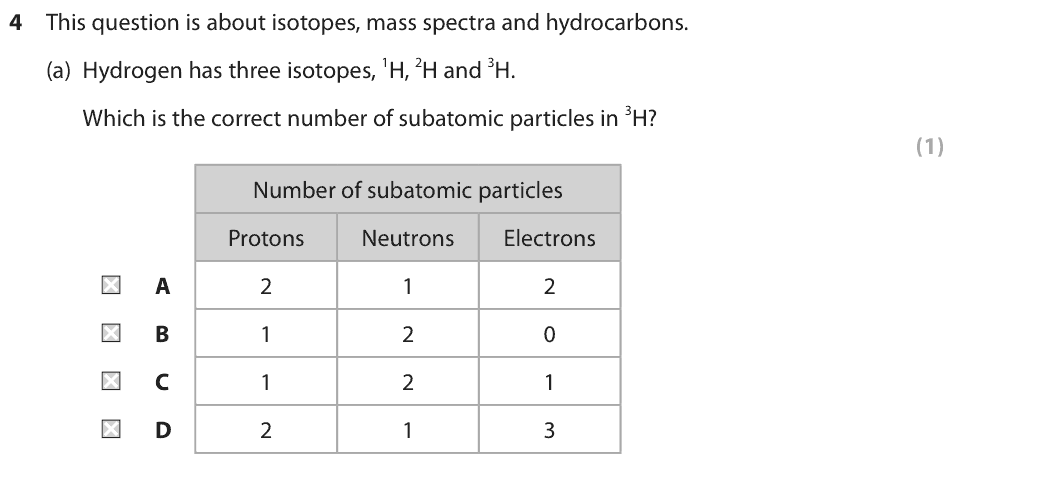 4 This question is about isotopes, mass spectra and hydrocarbons.
(a) Hydrogen has three isotopes, ¹H, ²H and ³H.
Which is the correct number of subatomic particles in ³H?
(1)
Number of subatomic particles
Protons Neutrons Electrons
A 2 1 2
B 1 2 0
C 1 2 1
D 2 1 3